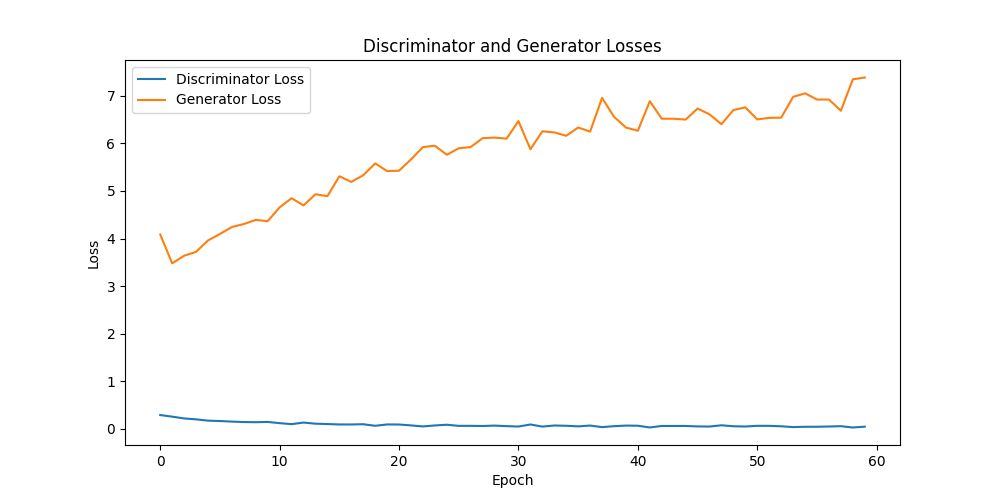 Discriminator and Generator Losses
Discriminator Loss
Generator Loss
7
6
5
4
3
2
1
0
Loss
0 10 20 30 40 50 60
Epoch